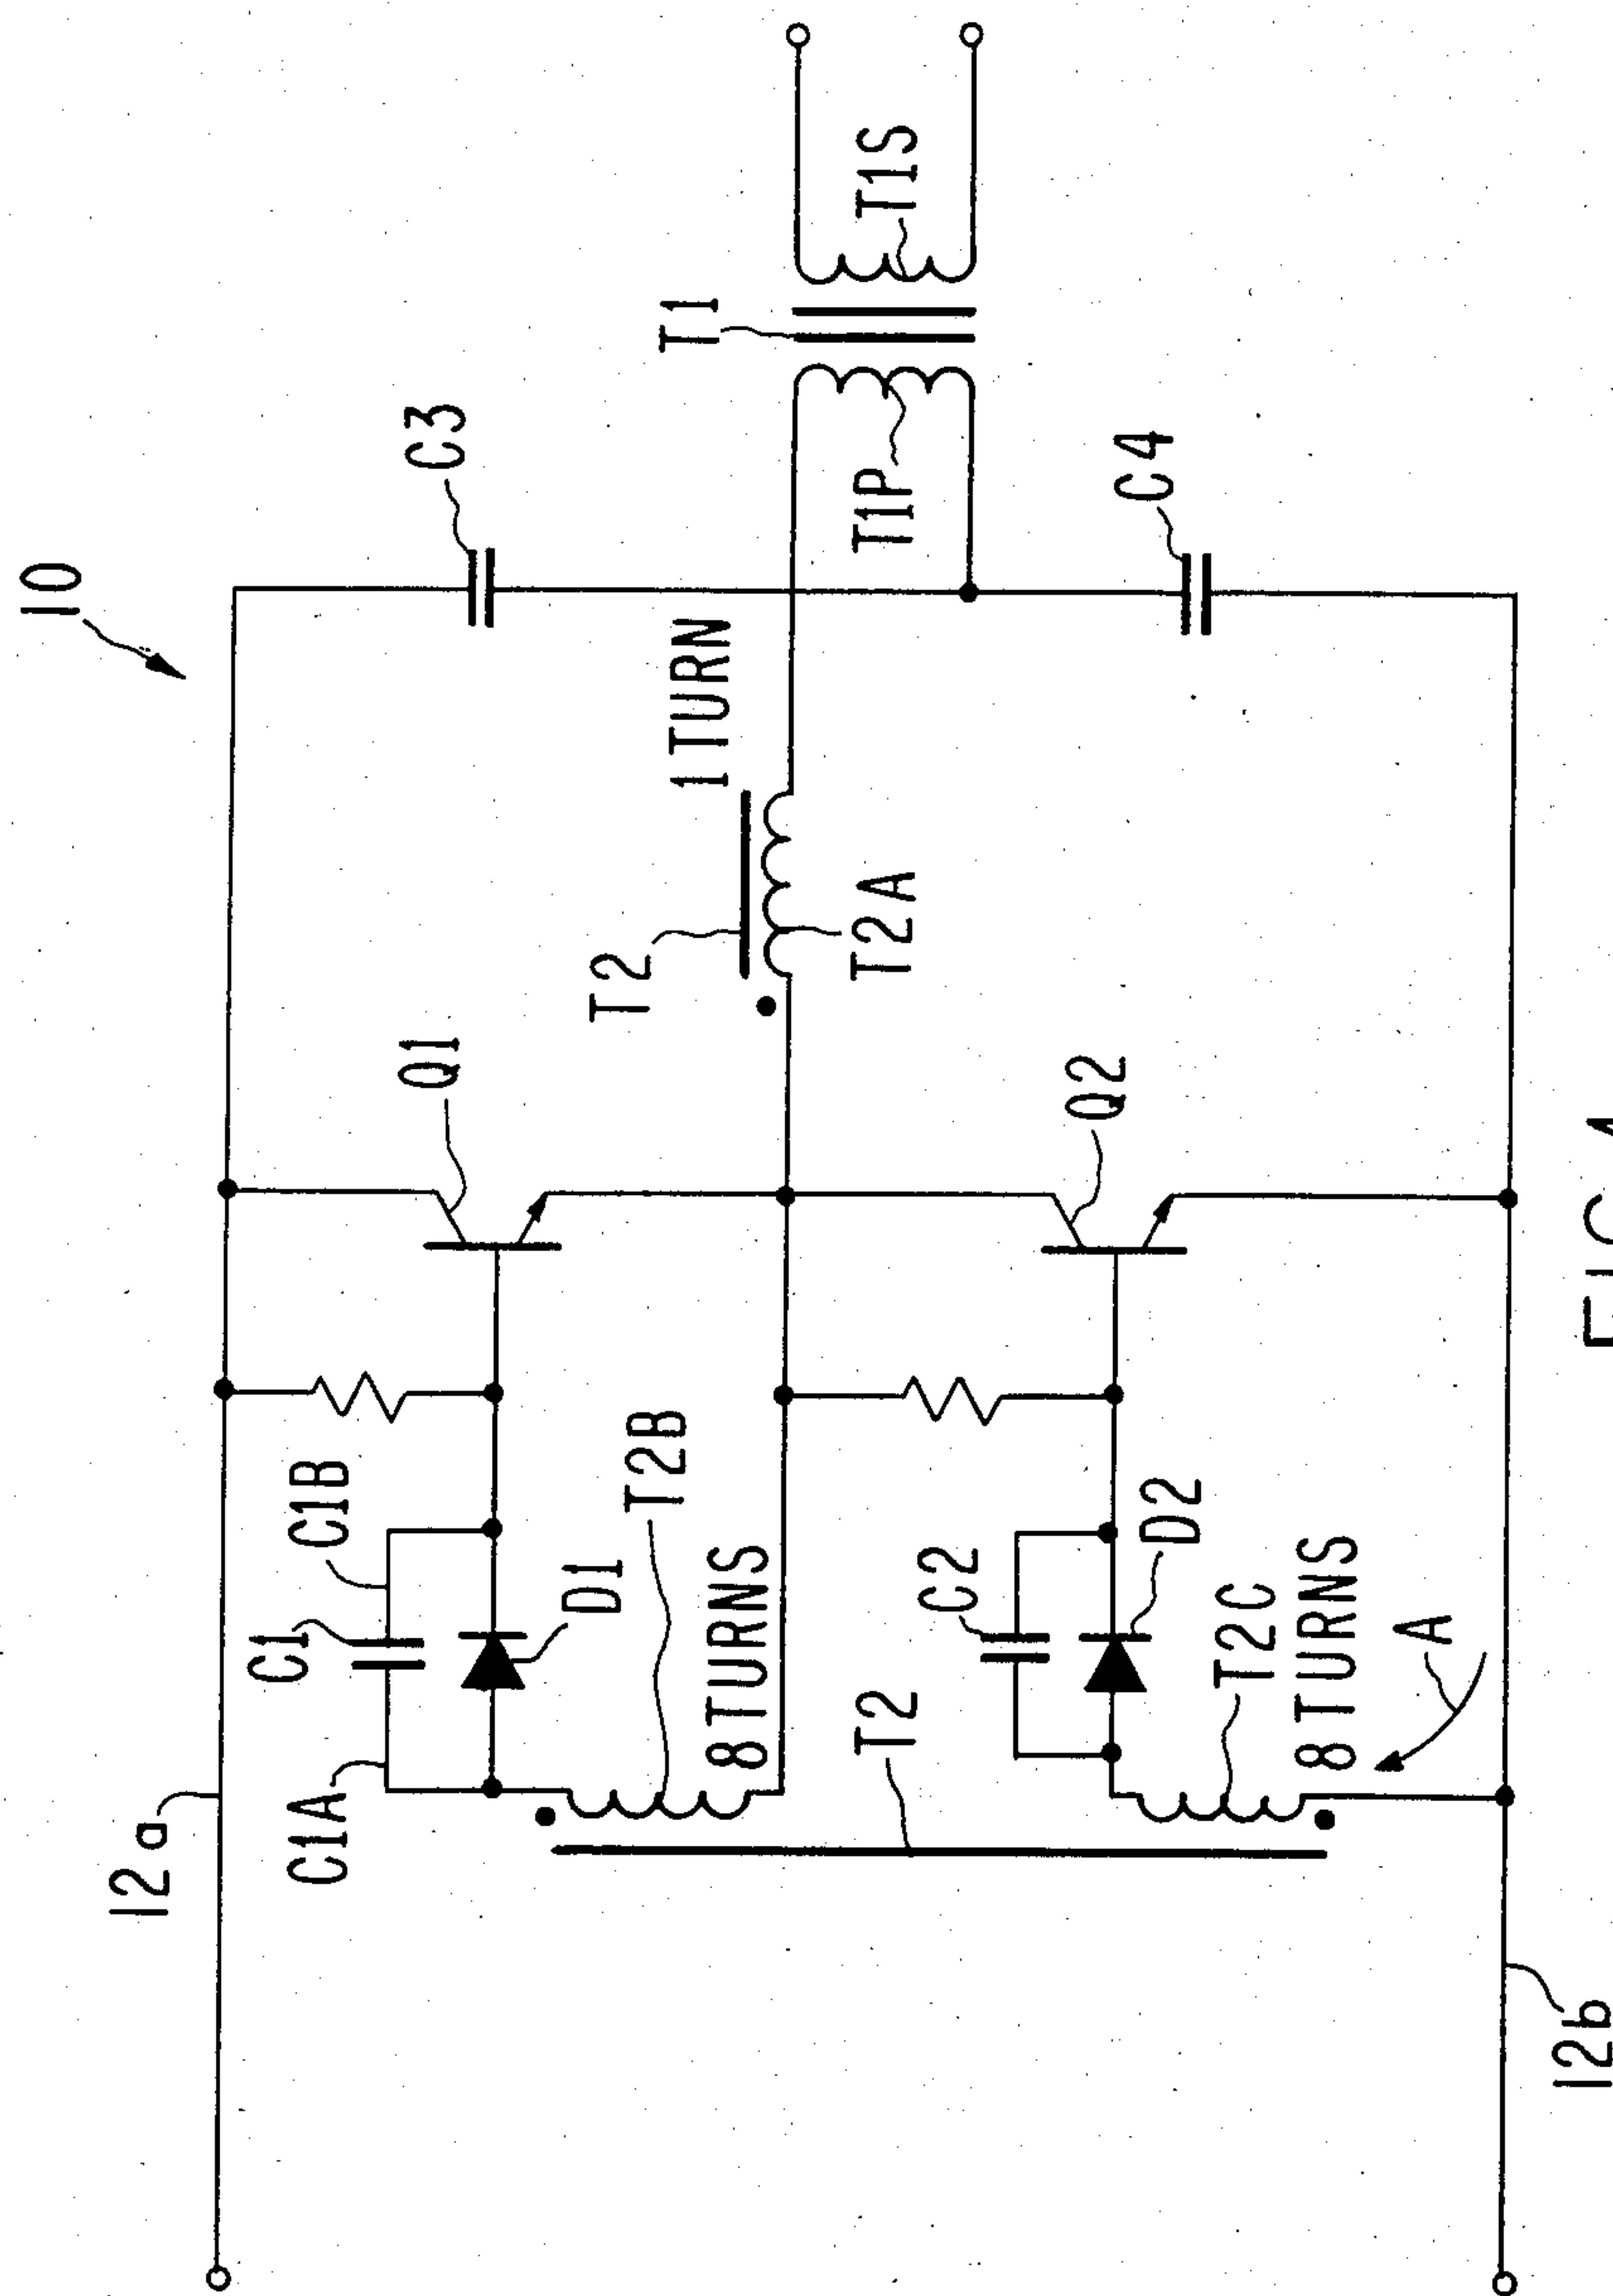 10
12a
C1A
C1
C1B
D1
T2B
8 TURNS
Q1
C3
T2
1 TURN
T2A
T1
T1P
T1S
T2
C2
D2
T2C
8 TURNS
A
Q2
C4
12b